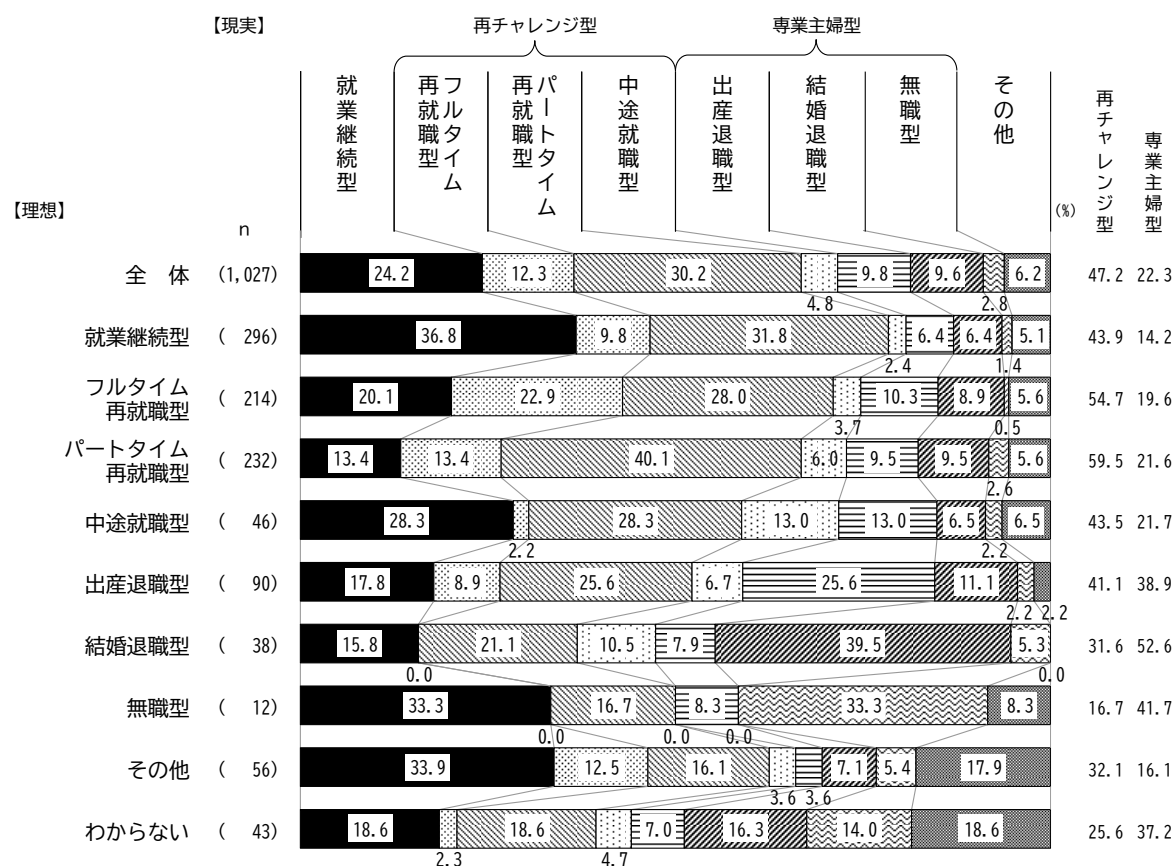 【現実】 再チャレンジ型 専業主婦型
就業継続型
フルタイム
再就職型
パートタイム
再就職型
中途就職型
出産退職型
結婚退職型
無職型
その他
再チャレンジ型
専業主婦型
【理想】 (%)
n
全 体 (1,027) 24.2 12.3 30.2 9.8 9.6 6.2 47.2 22.3
4.8 2.8
就業継続型 ( 296) 36.8 9.8 31.8 6.4 6.4 5.1 43.9 14.2
2.4 1.4
フルタイム
再就職型 ( 214) 20.1 22.9 28.0 10.3 8.9 5.6 54.7 19.6
3.7 0.5
パートタイム
再就職型 ( 232) 13.4 13.4 40.1 6.0 9.5 9.5 5.6 59.5 21.6
2.6
中途就職型 ( 46) 28.3 28.3 13.0 13.0 6.5 6.5 43.5 21.7
2.2 2.2
出産退職型 ( 90) 17.8 8.9 25.6 6.7 25.6 11.1 41.1 38.9
2.2 2.2
結婚退職型 ( 38) 15.8 21.1 10.5 7.9 39.5 5.3 31.6 52.6
0.0 0.0
無職型 ( 12) 33.3 16.7 8.3 33.3 8.3 16.7 41.7
0.0 0.0 0.0
その他 ( 56) 33.9 12.5 16.1 7.1 5.4 17.9 32.1 16.1
3.6 3.6
わからない ( 43) 18.6 18.6 7.0 16.3 14.0 18.6 25.6 37.2
2.3 4.7